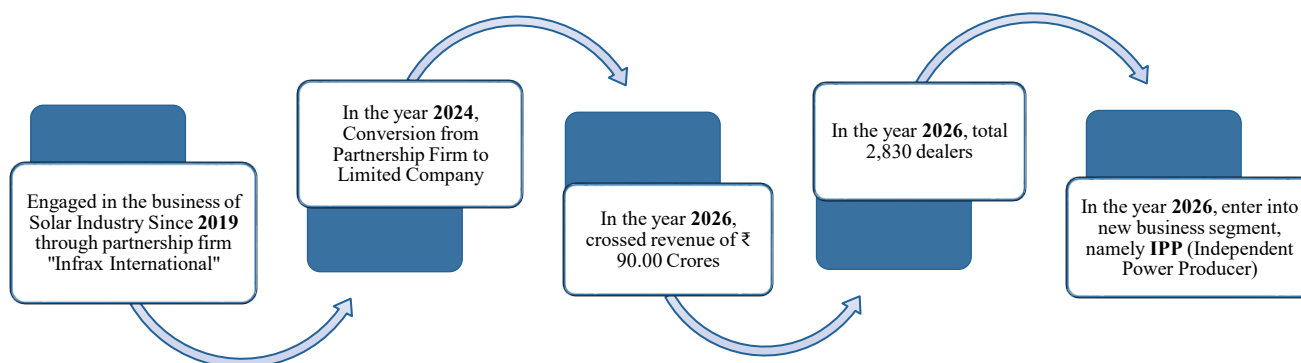 Engaged in the business of
Solar Industry Since 2019
through partnership firm
"Infrax International"
In the year 2024,
Conversion from
Partnership Firm to
Limited Company
In the year 2026,
crossed revenue of ₹
90.00 Crores
In the year 2026, total
2,830 dealers
In the year 2026, enter into
new business segment,
namely IPP (Independent
Power Producer)